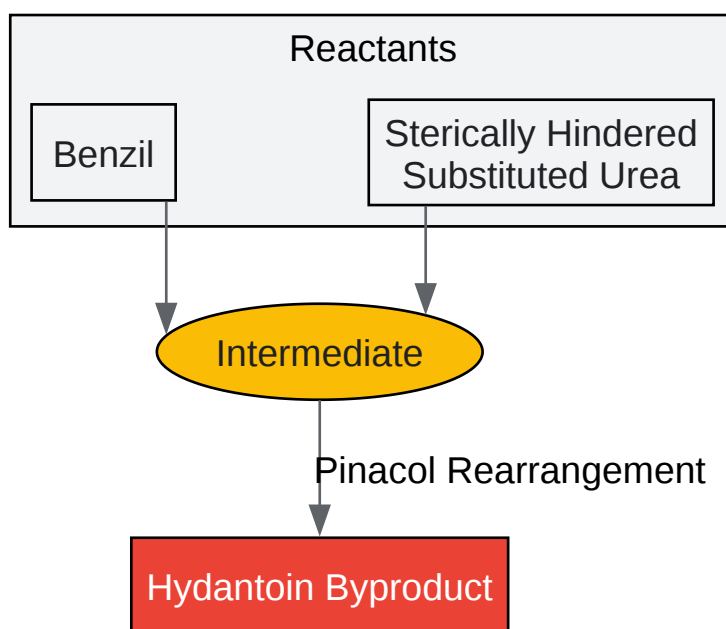 Reactants
Benzil
Sterically Hindered
Substituted Urea
Intermediate
Pinacol Rearrangement
Hydantoin Byproduct